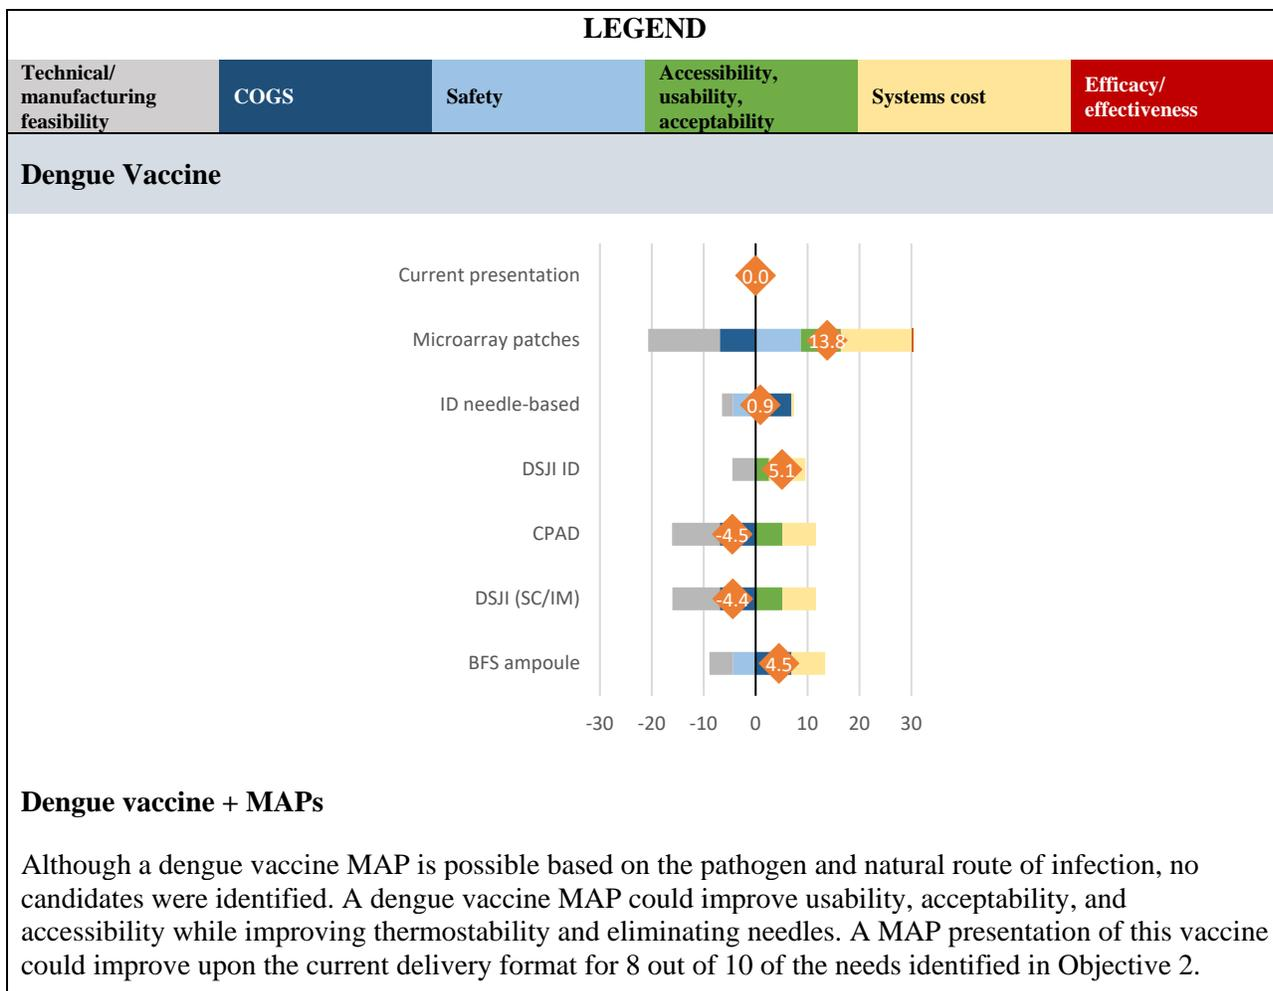 LEGEND
Technical/
manufacturing
feasibility
COGS
Safety
Accessibility,
usability,
acceptability
Systems cost
Efficacy/
effectiveness
Dengue Vaccine
Current presentation
0.0
Microarray patches
13.8
ID needle-based
0.9
DSJI ID
5.1
CPAD
-4.5
DSJI (SC/IM)
-4.4
BFS ampoule
4.5
-30 -20 -10 0 10 20 30
Dengue vaccine + MAPs
Although a dengue vaccine MAP is possible based on the pathogen and natural route of infection, no
candidates were identified. A dengue vaccine MAP could improve usability, acceptability, and
accessibility while improving thermostability and eliminating needles. A MAP presentation of this vaccine
could improve upon the current delivery format for 8 out of 10 of the needs identified in Objective 2.